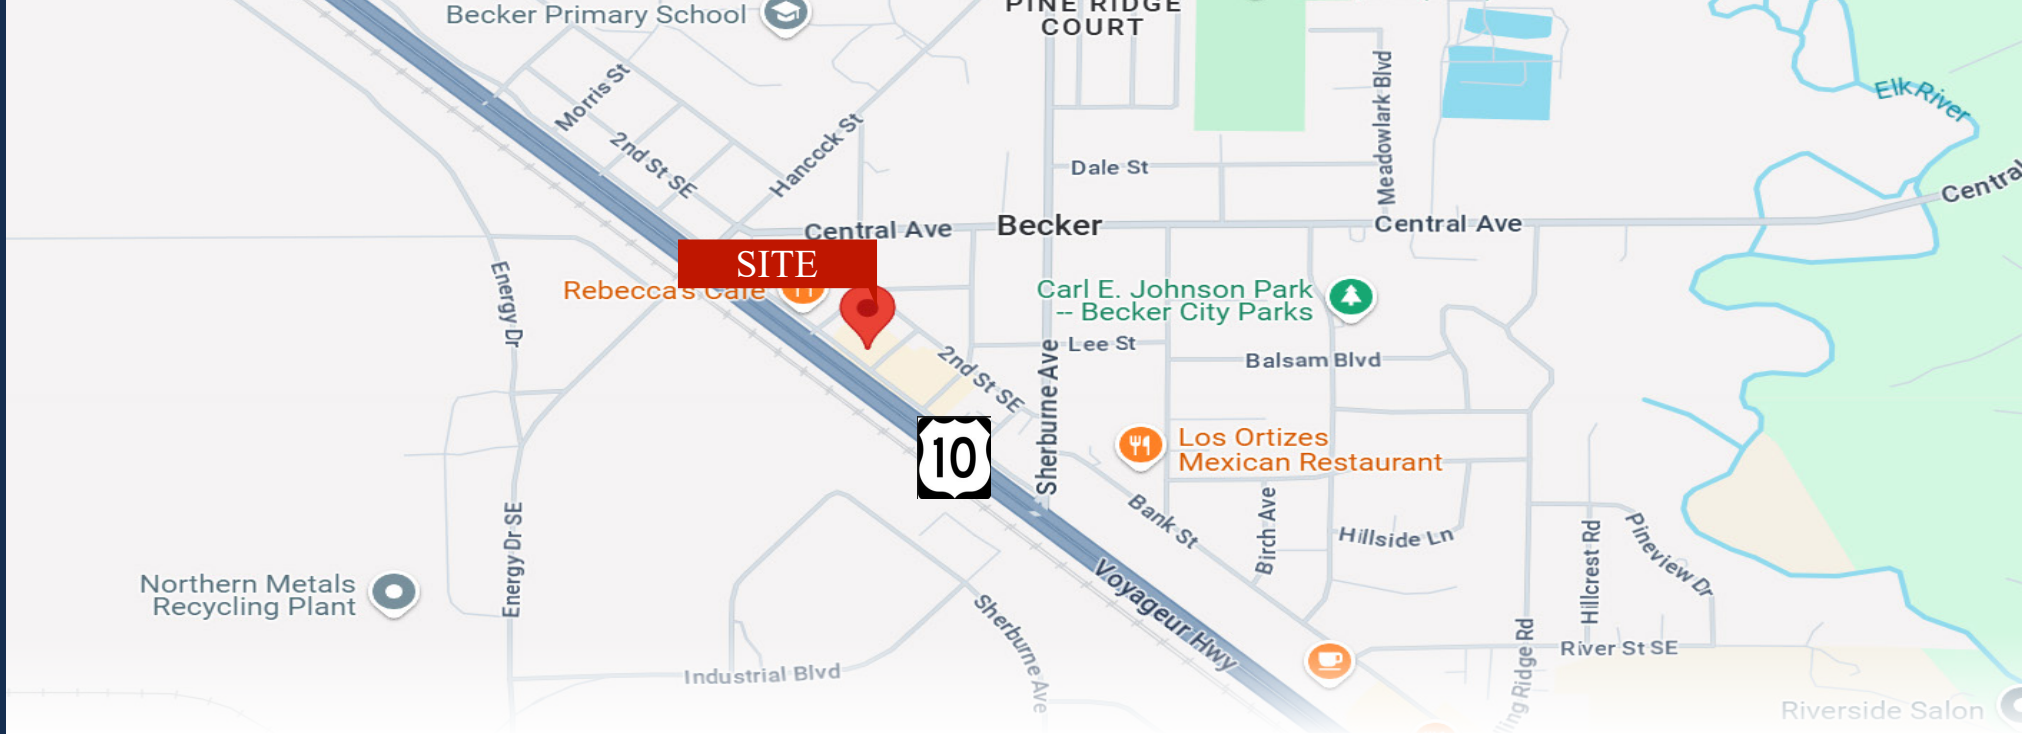 Becker Primary School
PINE RIDGE
COURT
Morris St
2nd St SE
Hancock St
Meadowlark Blvd
Elk River
Dale St
Central Ave
Becker
Central Ave
Central
SITE
Rebecca's Cafe
Energy Dr
Carl E. Johnson Park
-- Becker City Parks
Lee St
2nd St SE
Sherburne Ave
Balsam Blvd
10
Los Ortizes
Mexican Restaurant
Bank St
Birch Ave
Hillside Ln
Hillcrest Rd
Pineview Dr
Energy Dr SE
Northern Metals
Recycling Plant
Voyageur Hwy
Sherburne Ave
Industrial Blvd
ling Ridge Rd
River St SE
Riverside Salon